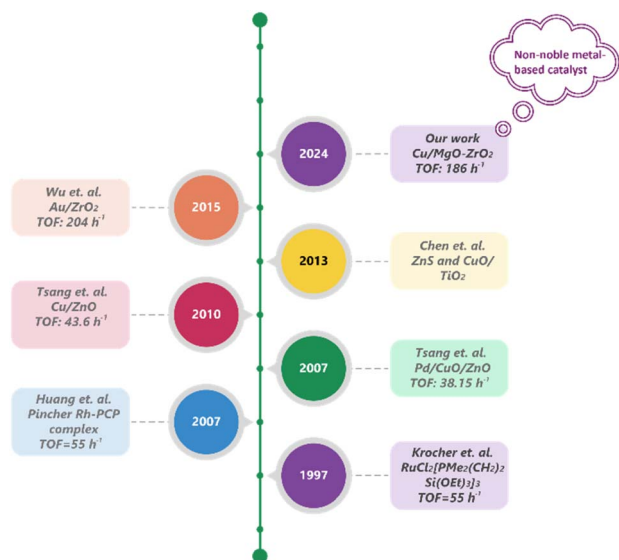 Non-noble metal-
based catalyst
2024
Our work
Cu/MgO-ZrO₂
TOF: 186 h⁻¹
Wu et. al.
Au/ZrO₂
TOF: 204 h⁻¹
2015
2013
Chen et. al.
ZnS and CuO/
TiO₂
Tsang et. al.
Cu/ZnO
TOF: 43.6 h⁻¹
2010
2007
Tsang et. al.
Pd/CuO/ZnO
TOF: 38.15 h⁻¹
Huang et. al.
Pincher Rh-PCP
complex
TOF=55 h⁻¹
2007
1997
Krocher et. al.
RuCl₂[PMe₂(CH₂)₂
Si(OEt)₃]₃
TOF=55 h⁻¹